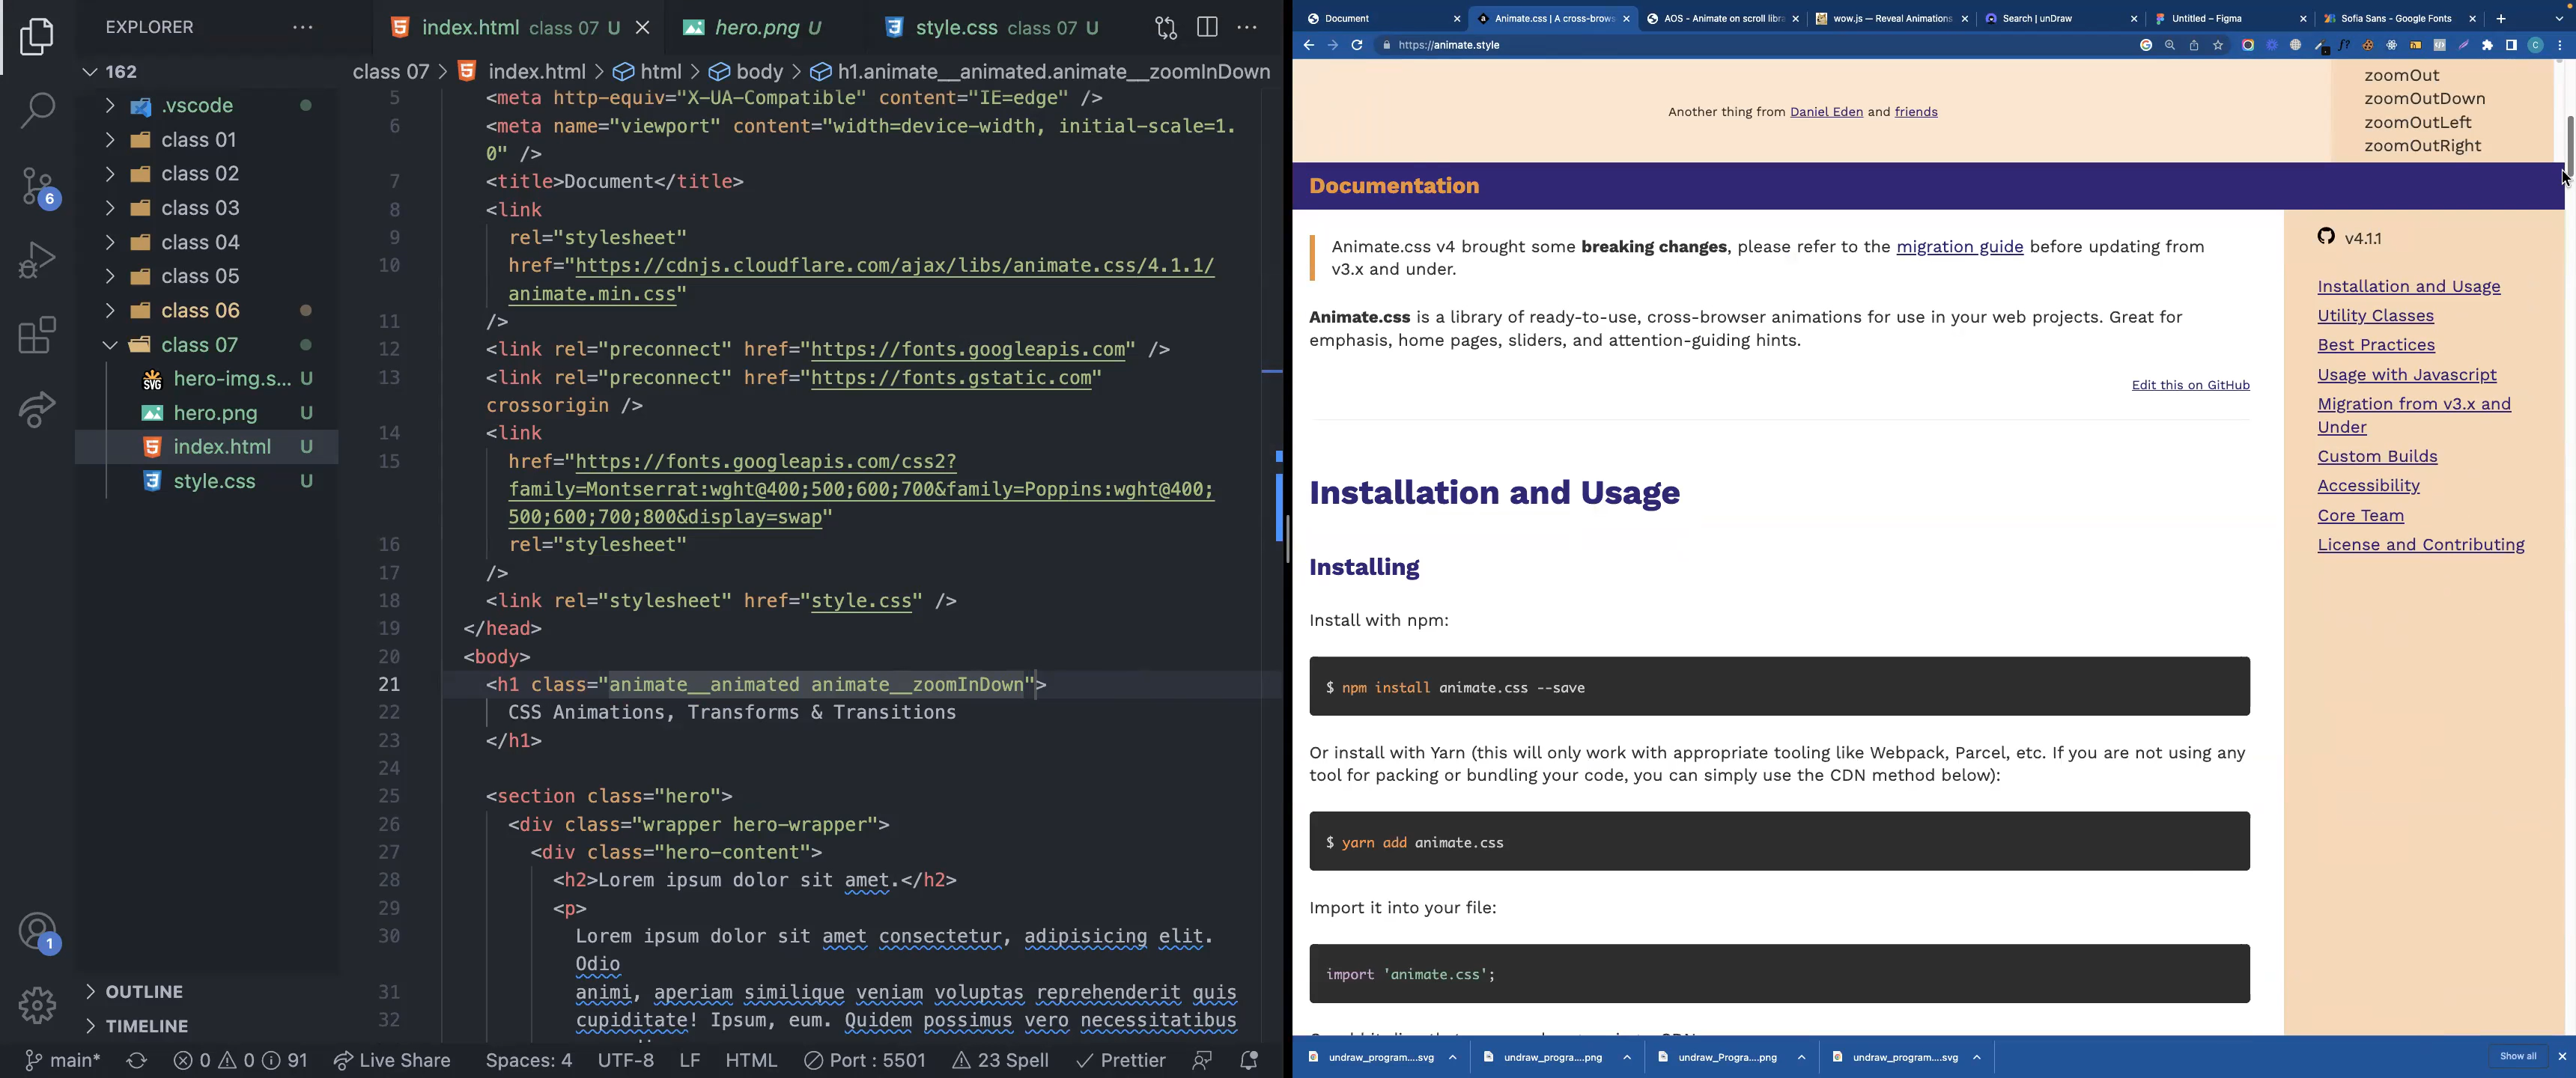 EXPLORER
162
.vscode
class 01
class 02
class 03
class 04
class 05
class 06
class 07
hero-img.s... U
hero.png U
index.html U
style.css U
OUTLINE
TIMELINE
6
1
index.html class 07 U
hero.png U
style.css class 07 U
class 07 > index.html > html > body > h1.animate__animated.animate__zoomInDown
5 <meta http-equiv="X-UA-Compatible" content="IE=edge" />
6 <meta name="viewport" content="width=device-width, initial-scale=1.
0" />
7 <title>Document</title>
8 <link
9 rel="stylesheet"
10 href="https://cdnjs.cloudflare.com/ajax/libs/animate.css/4.1.1/
animate.min.css"
11 />
12 <link rel="preconnect" href="https://fonts.googleapis.com" />
13 <link rel="preconnect" href="https://fonts.gstatic.com"
crossorigin />
14 <link
15 href="https://fonts.googleapis.com/css2?
family=Montserrat:wght@400;500;600;700&family=Poppins:wght@400;
500;600;700;800&display=swap"
16 rel="stylesheet"
17 />
18 <link rel="stylesheet" href="style.css" />
19 </head>
20 <body>
21 <h1 class="animate__animated animate__zoomInDown">
22 CSS Animations, Transforms & Transitions
23 </h1>
24
25 <section class="hero">
26 <div class="wrapper hero-wrapper">
27 <div class="hero-content">
28 <h2>Lorem ipsum dolor sit amet.</h2>
29 <p>
30 Lorem ipsum dolor sit amet consectetur, adipisicing elit.
Odio
31 animi, aperiam similique veniam voluptas reprehenderit quis
32 cupiditate! Ipsum, eum. Quidem possimus vero necessitatibus
main* 0 0 91 Live Share Spaces: 4 UTF-8 LF HTML Port : 5501 23 Spell Prettier
Document
Animate.css | A cross-brows
AOS - Animate on scroll libra
wow.js — Reveal Animations
Search | unDraw
Untitled – Figma
Sofia Sans - Google Fonts
https://animate.style
Another thing from Daniel Eden and friends
zoomOut
zoomOutDown
zoomOutLeft
zoomOutRight
Documentation
Animate.css v4 brought some breaking changes, please refer to the migration guide before updating from
v3.x and under.
Animate.css is a library of ready-to-use, cross-browser animations for use in your web projects. Great for
emphasis, home pages, sliders, and attention-guiding hints.
Edit this on GitHub
Installation and Usage
Installing
Install with npm:
$ npm install animate.css --save
Or install with Yarn (this will only work with appropriate tooling like Webpack, Parcel, etc. If you are not using any
tool for packing or bundling your code, you can simply use the CDN method below):
$ yarn add animate.css
Import it into your file:
import 'animate.css';
v4.1.1
Installation and Usage
Utility Classes
Best Practices
Usage with Javascript
Migration from v3.x and
Under
Custom Builds
Accessibility
Core Team
License and Contributing
undraw_program....svg
undraw_progra....png
undraw_Progra....png
undraw_program....svg
Show all